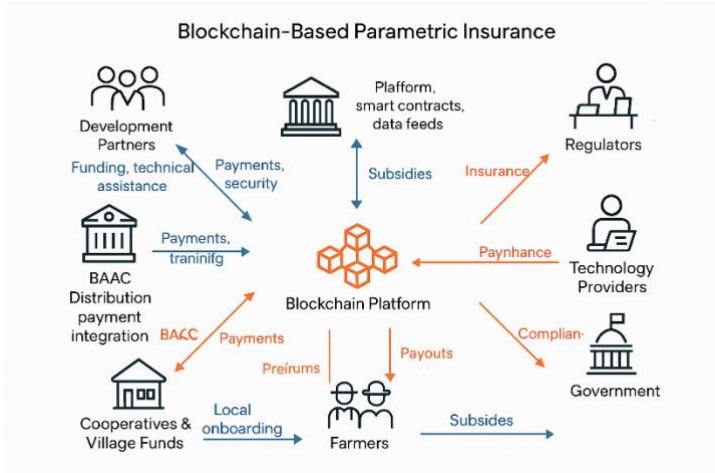 Blockchain-Based Parametric Insurance
Development
Partners
Funding, technical
assistance
Payments,
security
Plafform,
smart contracts,
data feeds
Subsidies
Regulators
Insurance
BAAC
Distribution
payment
integration
Payments,
traninifg
Blockchain Platform
Paynhance
Technology
Providers
BAĆC
Payments
Preírums
Payouts
Complian-
Government
Cooperatives &
Village Funds
Local
onboarding
Farmers
Subsides